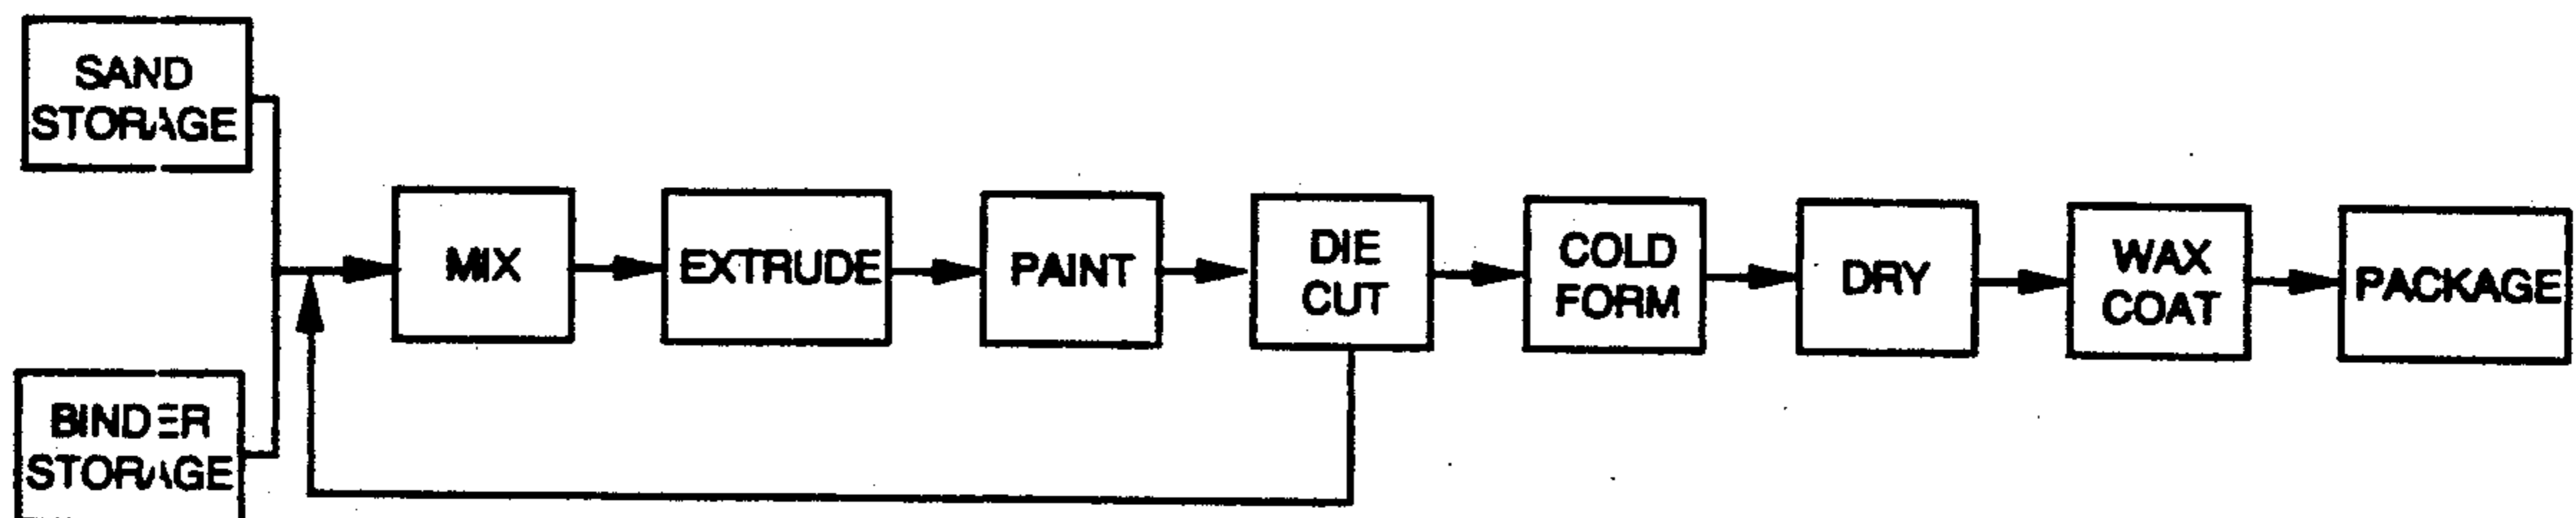 SAND
STORAGE
MIX
EXTRUDE
PAINT
DIE
CUT
COLD
FORM
DRY
WAX
COAT
PACKAGE
BINDER
STORAGE